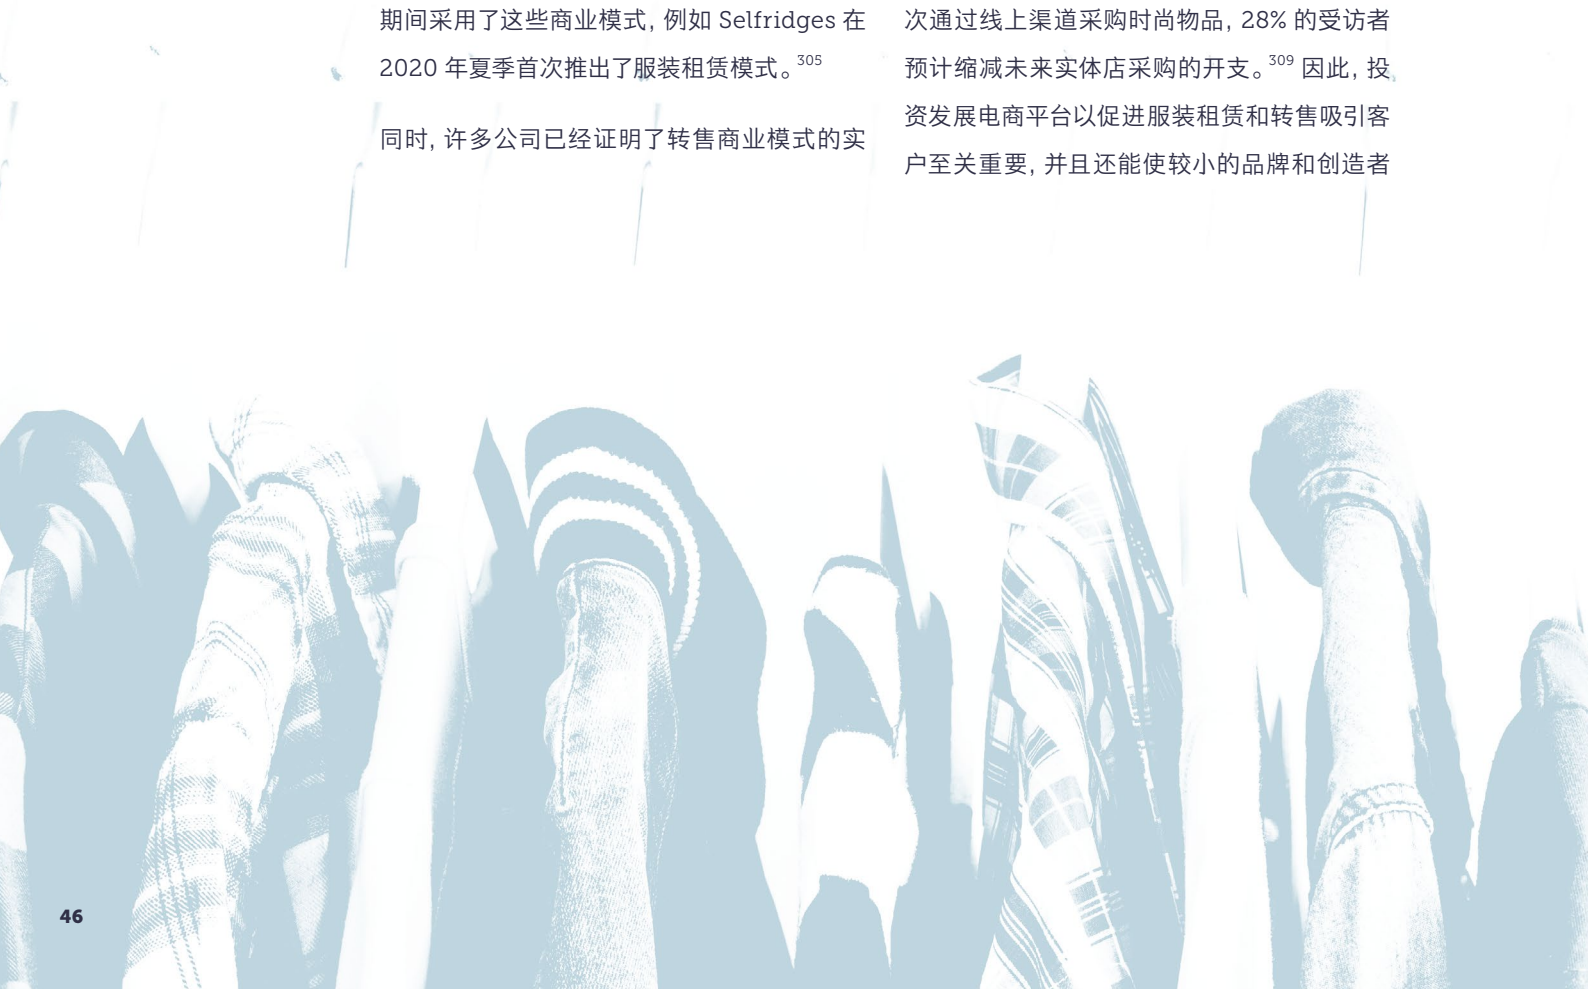 期间采用了这些商业模式, 例如 Selfridges 在
2020 年夏季首次推出了服装租赁模式。305
同时, 许多公司已经证明了转售商业模式的实
次通过线上渠道采购时尚物品, 28% 的受访者
预计缩减未来实体店采购的开支。309 因此, 投
资发展电商平台以促进服装租赁和转售吸引客
户至关重要, 并且还能使较小的品牌和创造者
46